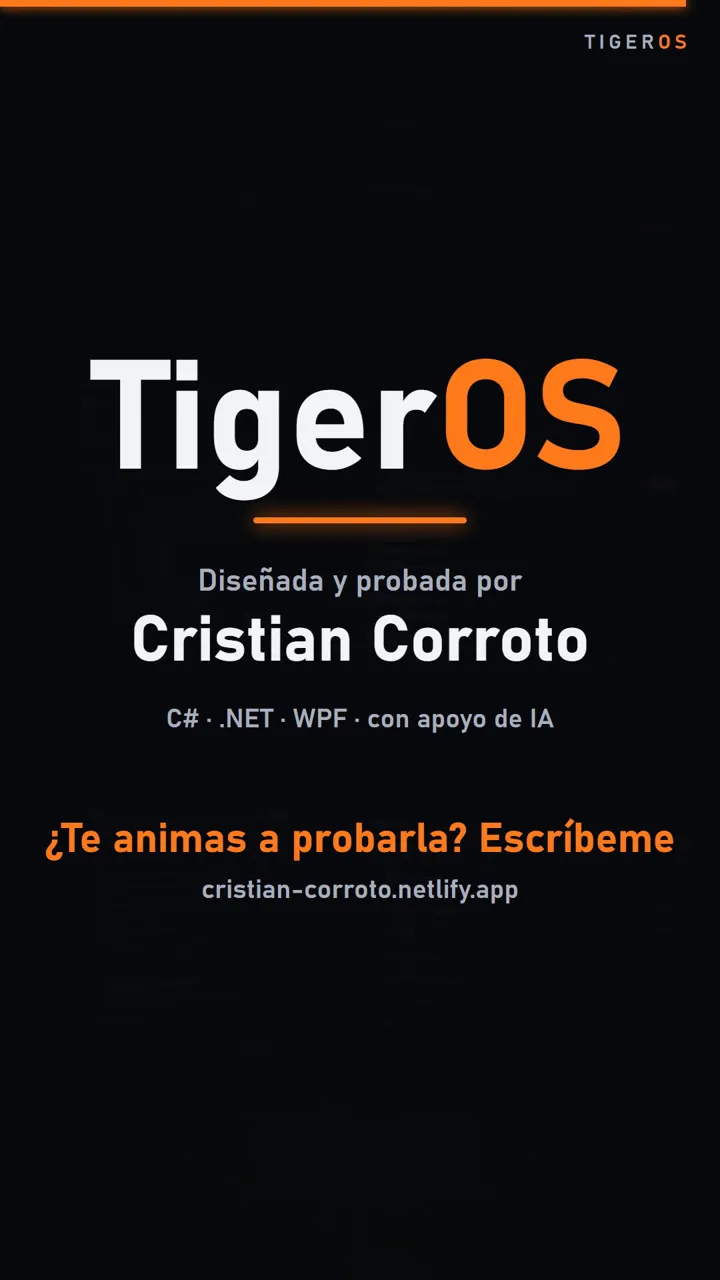 TIGEROS
TigerOS
Diseñada y probada por
Cristian Corroto
C# · .NET · WPF · con apoyo de IA
¿Te animas a probarla? Escríbeme
cristian-corroto.netlify.app